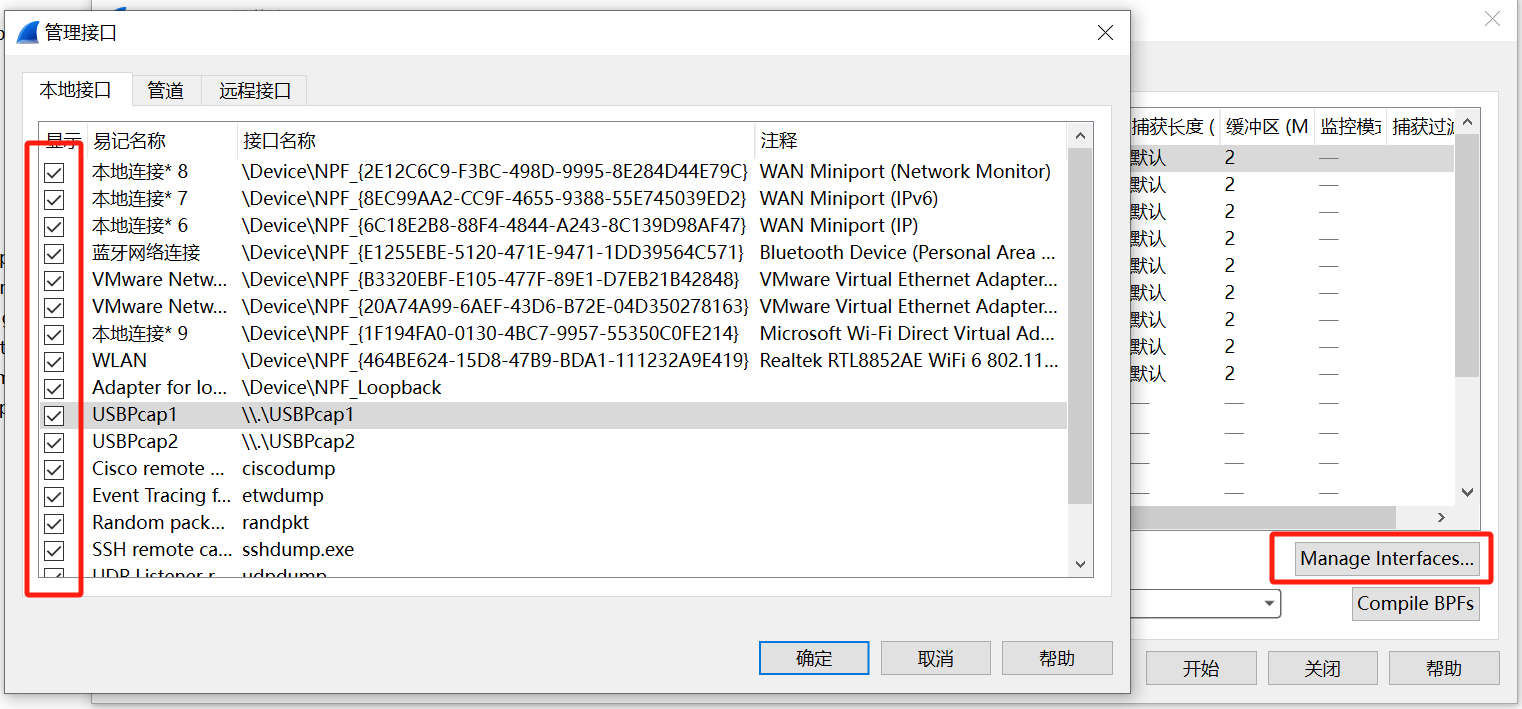 管理接口
本地接口 管道 远程接口
显示 易记名称 接口名称 注释
本地连接* 8 \Device\NPF_{2E12C6C9-F3BC-498D-9995-8E284D44E79C} WAN Miniport (Network Monitor)
本地连接* 7 \Device\NPF_{8EC99AA2-CC9F-4655-9388-55E745039ED2} WAN Miniport (IPv6)
本地连接* 6 \Device\NPF_{6C18E2B8-88F4-4844-A243-8C139D98AF47} WAN Miniport (IP)
蓝牙网络连接 \Device\NPF_{E1255EBE-5120-471E-9471-1DD39564C571} Bluetooth Device (Personal Area ...
VMware Netw... \Device\NPF_{B3320EBF-E105-477F-89E1-D7EB21B42848} VMware Virtual Ethernet Adapter...
VMware Netw... \Device\NPF_{20A74A99-6AEF-43D6-B72E-04D350278163} VMware Virtual Ethernet Adapter...
本地连接* 9 \Device\NPF_{1F194FA0-0130-4BC7-9957-55350C0FE214} Microsoft Wi-Fi Direct Virtual Ad...
WLAN \Device\NPF_{464BE624-15D8-47B9-BDA1-111232A9E419} Realtek RTL8852AE WiFi 6 802.11...
Adapter for lo... \Device\NPF_Loopback
USBPcap1 \\.\USBPcap1
USBPcap2 \\.\USBPcap2
Cisco remote ... ciscodump
Event Tracing f... etwdump
Random pack... randpkt
SSH remote ca... sshdump.exe
UDP Listener r... udpdump
确定 取消 帮助
捕获长度 ( 缓冲区 (M 监控模式 捕获过滤
默认 2 —
默认 2 —
默认 2 —
默认 2 —
默认 2 —
默认 2 —
默认 2 —
默认 2 —
默认 2 —
— — —
— — —
— — —
— — —
Manage Interfaces...
Compile BPFs
开始 关闭 帮助